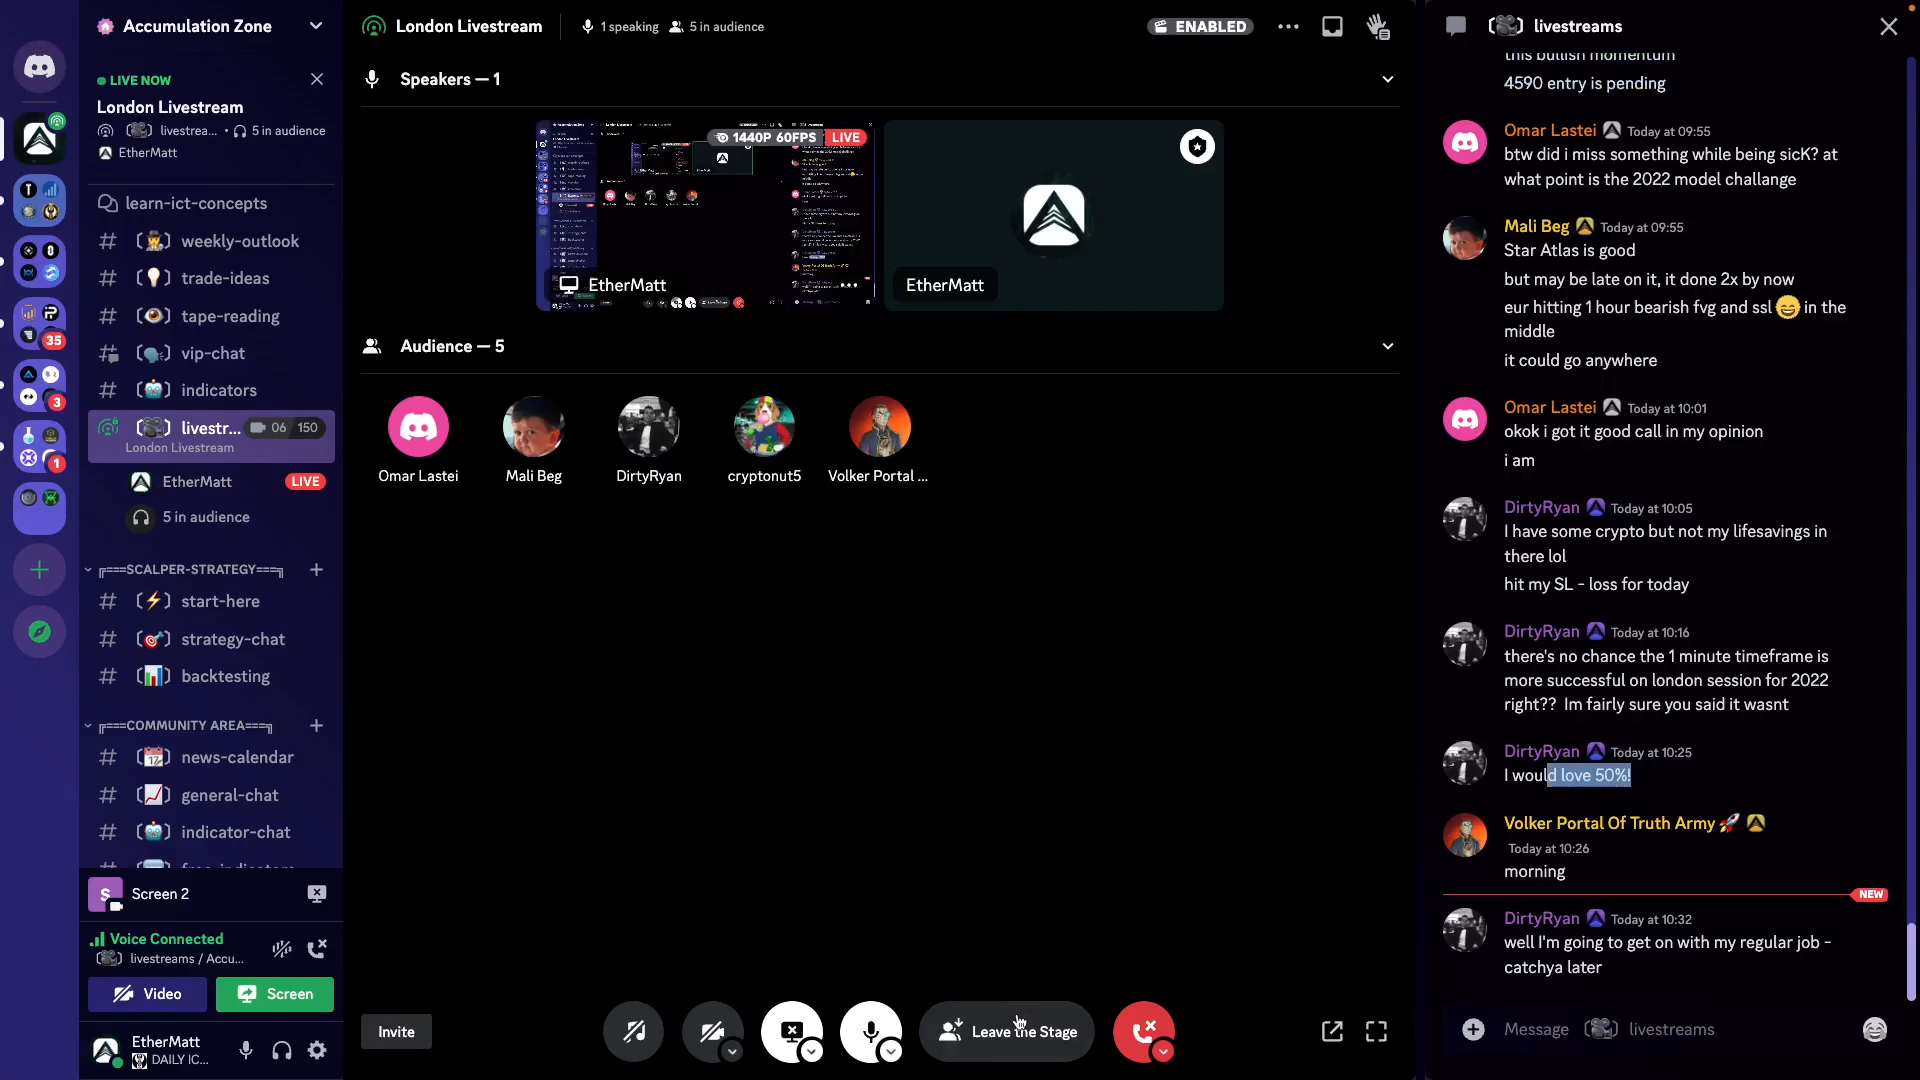 Accumulation Zone
LIVE NOW
London Livestream
livestrea... • 5 in audience
EtherMatt
learn-ict-concepts
weekly-outlook
trade-ideas
tape-reading
vip-chat
indicators
livestr... 06 150
London Livestream
EtherMatt LIVE
5 in audience
╔===SCALPER-STRATEGY===╗
start-here
strategy-chat
backtesting
╔===COMMUNITY AREA===╗
news-calendar
general-chat
indicator-chat
35
3
1
S Screen 2
Voice Connected
livestreams / Accu...
Video Screen
EtherMatt
DAILY IC...
London Livestream 1 speaking 5 in audience ENABLED
Speakers — 1
1440P 60FPS LIVE
EtherMatt
EtherMatt
Audience — 5
Omar Lastei Mali Beg DirtyRyan cryptonut5 Volker Portal ...
Invite
Leave the Stage
livestreams
this bullish momentum
4590 entry is pending
Omar Lastei Today at 09:55
btw did i miss something while being sicK? at
what point is the 2022 model challange
Mali Beg Today at 09:55
Star Atlas is good
but may be late on it, it done 2x by now
eur hitting 1 hour bearish fvg and ssl 😄 in the
middle
it could go anywhere
Omar Lastei Today at 10:01
okok i got it good call in my opinion
i am
DirtyRyan Today at 10:05
I have some crypto but not my lifesavings in
there lol
hit my SL - loss for today
DirtyRyan Today at 10:16
there's no chance the 1 minute timeframe is
more successful on london session for 2022
right?? Im fairly sure you said it wasnt
DirtyRyan Today at 10:25
I would love 50%!
Volker Portal Of Truth Army 🚀
Today at 10:26
morning
NEW
DirtyRyan Today at 10:32
well I'm going to get on with my regular job -
catchya later
Message livestreams